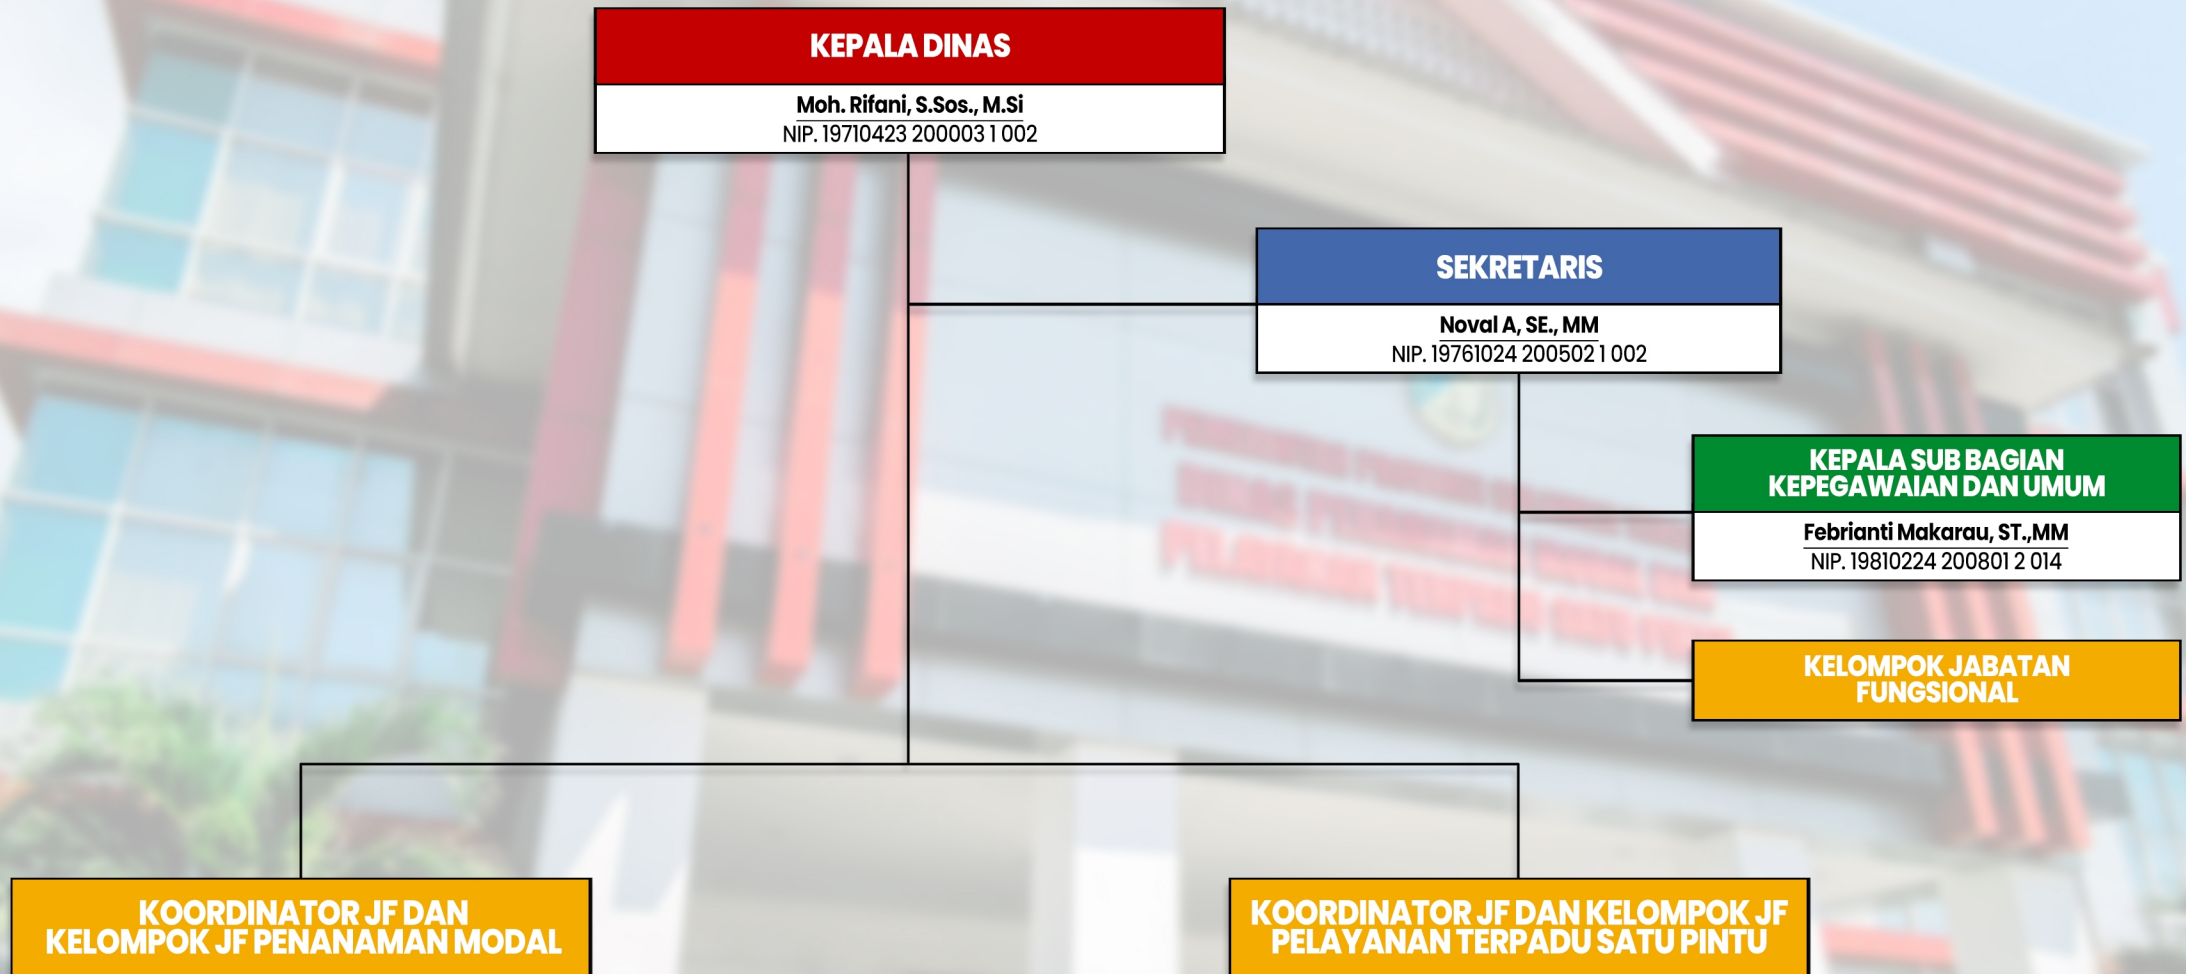 KEPALA DINAS
Moh. Rifani, S.Sos., M.Si
NIP. 19710423 200003 1 002
SEKRETARIS
Noval A, SE., MM
NIP. 19761024 200502 1 002
KEPALA SUB BAGIAN
KEPEGAWAIAN DAN UMUM
Febrianti Makarau, ST.,MM
NIP. 19810224 200801 2 014
KELOMPOK JABATAN
FUNGSIONAL
KOORDINATOR JF DAN
KELOMPOK JF PENANAMAN MODAL
KOORDINATOR JF DAN KELOMPOK JF
PELAYANAN TERPADU SATU PINTU